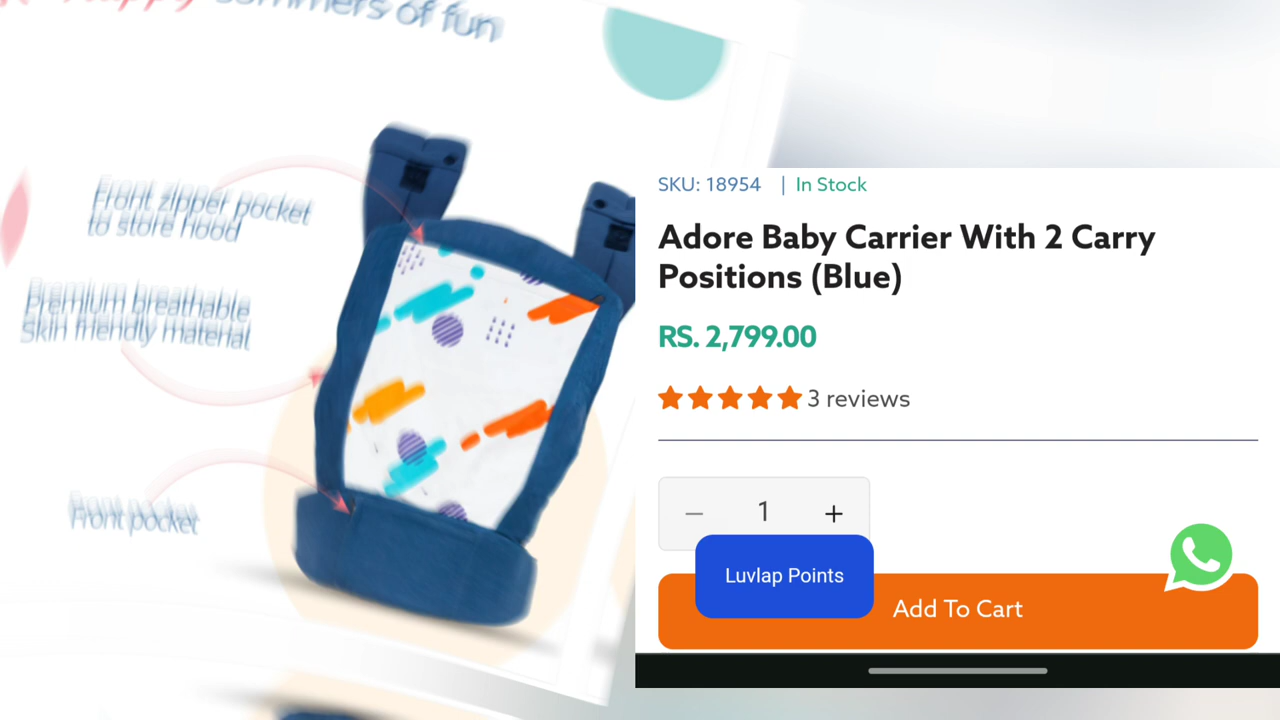 Happy summers of fun
Front zipper pocket
to store hood
Premium breathable
Skin friendly material
Front pocket
SKU: 18954 | In Stock
Adore Baby Carrier With 2 Carry
Positions (Blue)
RS. 2,799.00
3 reviews
1
Luvlap Points
Add To Cart